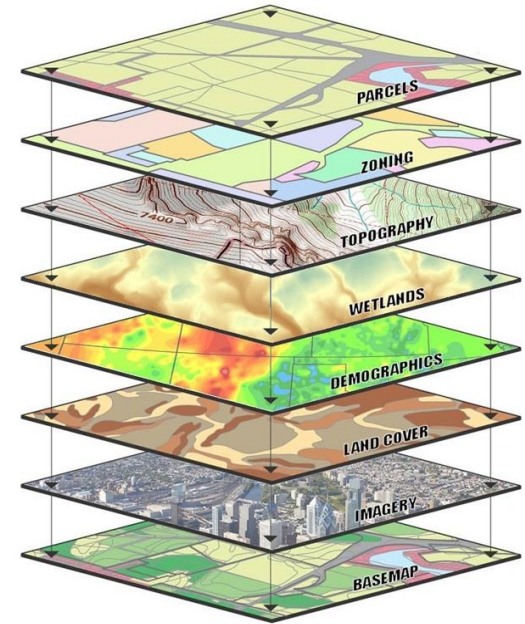 PARCELS
ZONING
7400
TOPOGRAPHY
WETLANDS
DEMOGRAPHICS
LAND COVER
IMAGERY
BASEMAP